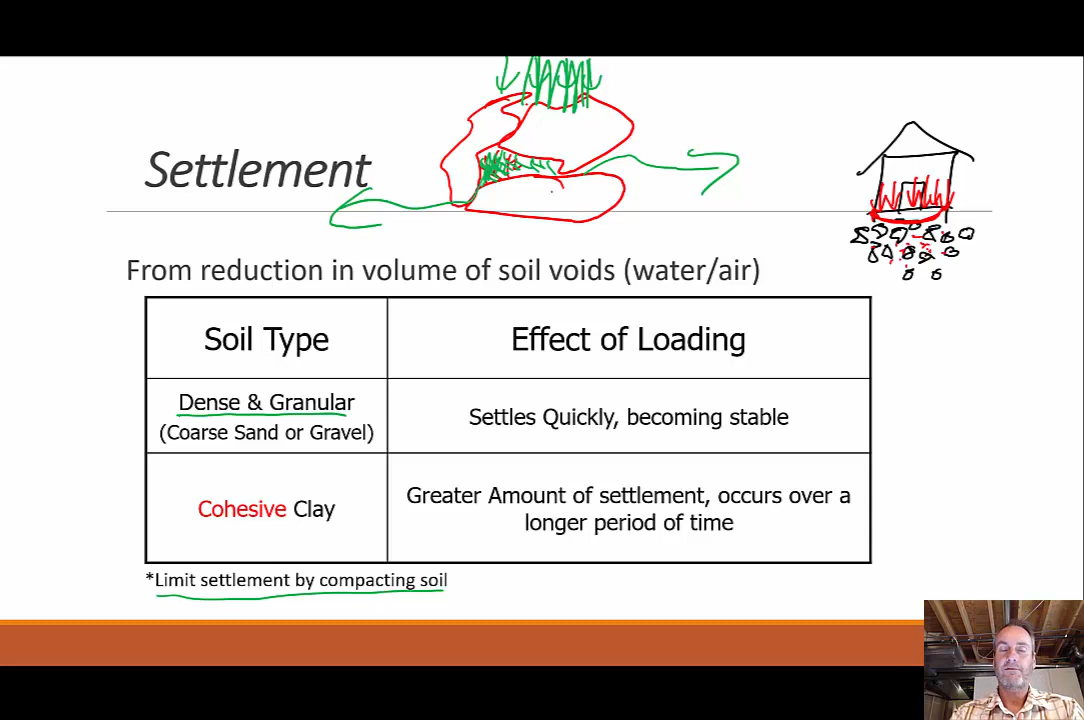 Settlement
From reduction in volume of soil voids (water/air)
Soil Type
Effect of Loading
Dense & Granular
(Coarse Sand or Gravel)
Settles Quickly, becoming stable
Cohesive Clay
Greater Amount of settlement, occurs over a
longer period of time
*Limit settlement by compacting soil